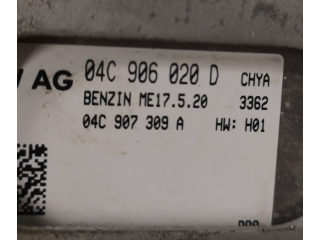 AG 04C 906 020 D CHYA
BENZIN ME17.5.20 3362
04C 907 309 A HW: H01